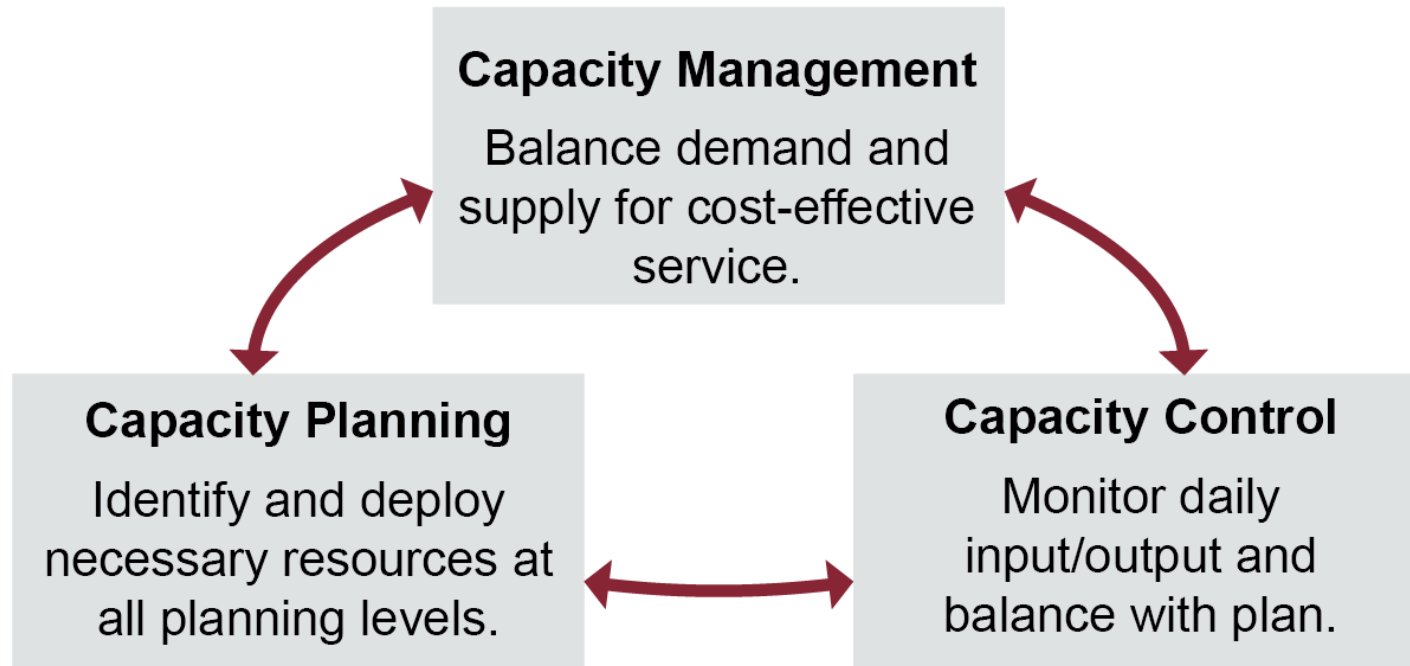 Capacity Management
Balance demand and
supply for cost-effective
service.
Capacity Planning
Identify and deploy
necessary resources at
all planning levels.
Capacity Control
Monitor daily
input/output and
balance with plan.